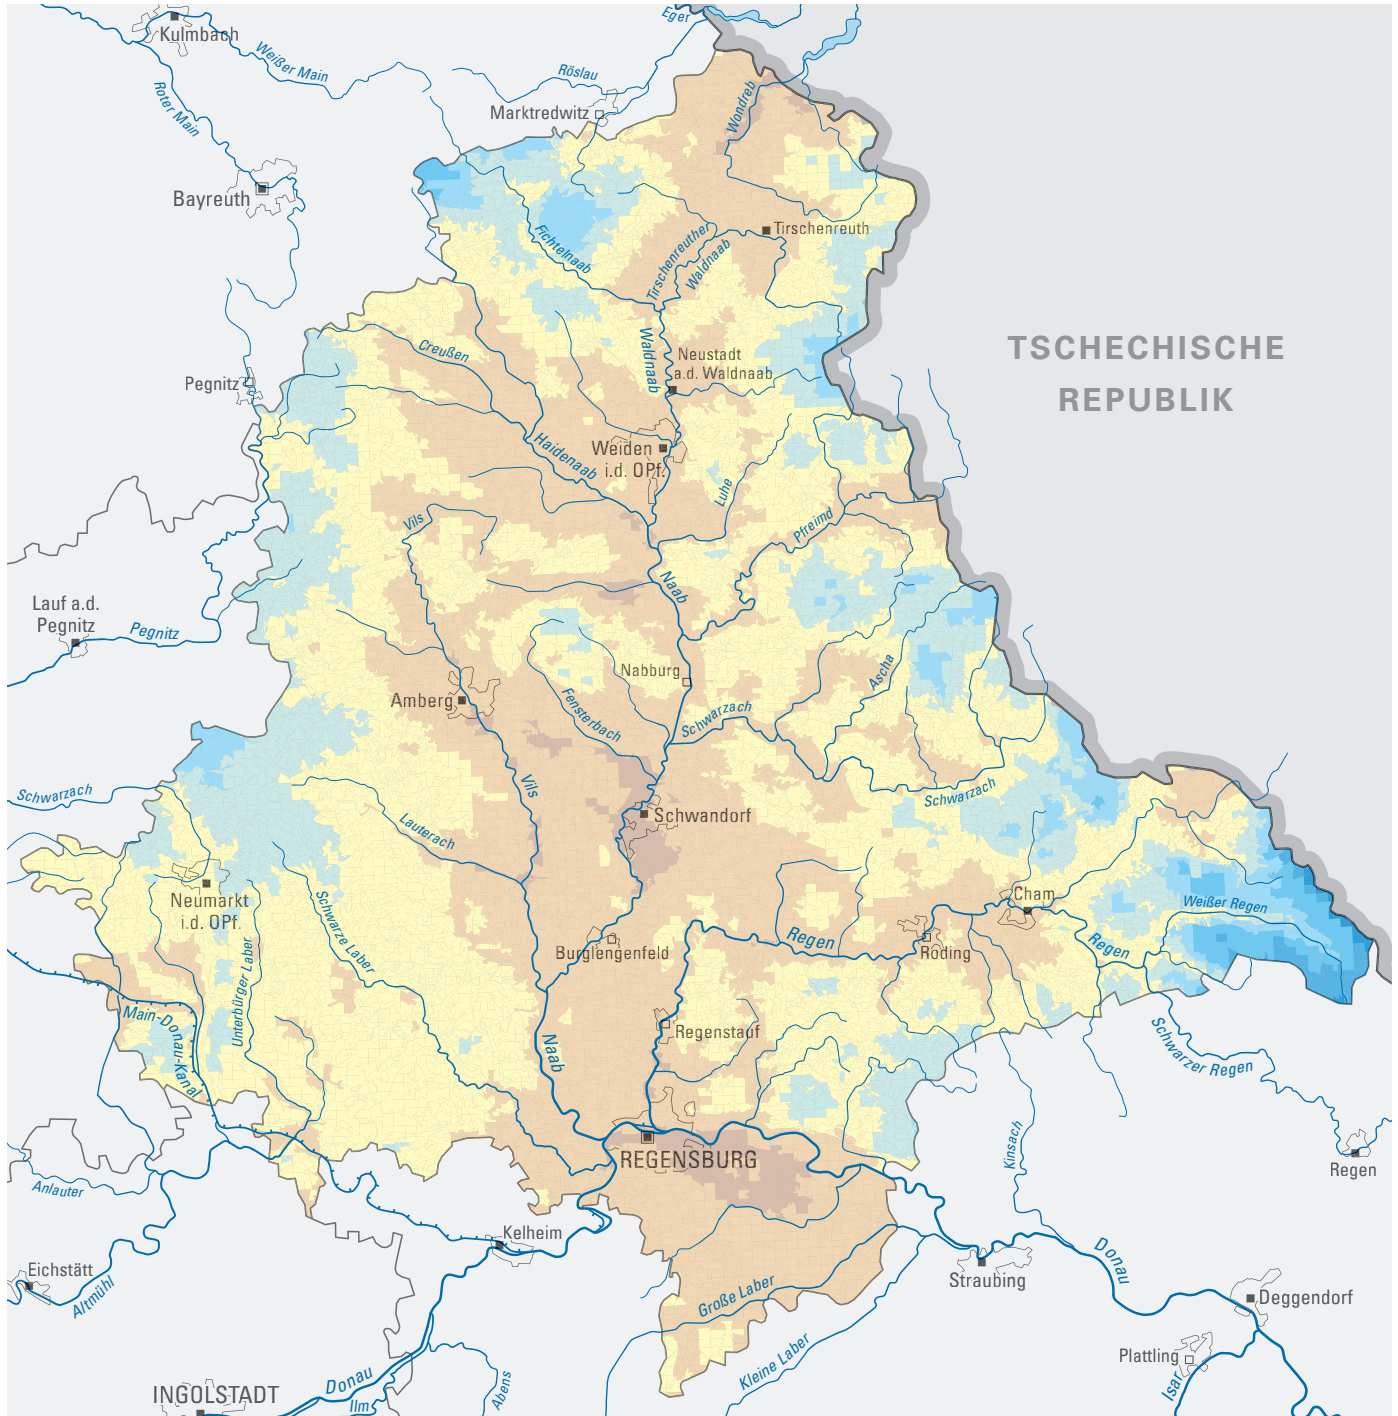 Eger
Kulmbach
Weißer Main
Röslau
Roter Main
Marktredwitz
Wondreb
Bayreuth
Fichtelnaab
Tirschenreuther
Waldnaab
Tirschenreuth
TSCHECHISCHE
REPUBLIK
Creußen
Waldnaab
Neustadt
a.d. Waldnaab
Pegnitz
Haidenaab
Weiden
i.d. OPf.
Luhe
Vils
Pfreimd
Naab
Lauf a.d.
Pegnitz
Pegnitz
Nabburg
Ascha
Amberg
Fensterbach
Schwarzach
Vils
Schwarzach
Schwarzach
Schwandorf
Lauterach
Neumarkt
i.d. OPf.
Schwarze Laber
Cham
Weißer Regen
Regen
Regen
Roding
Burglengenfeld
Unterbürger Laber
Main-Donau-Kanal
Naab
Regenstauf
Schwarzer Regen
REGENSBURG
Kinsach
Regen
Anlauter
Kelheim
Eichstätt
Altmühl
Donau
Große Laber
Straubing
Deggendorf
Kleine Laber
Plattling
Isar
Donau
Abens
INGOLSTADT
Ilm